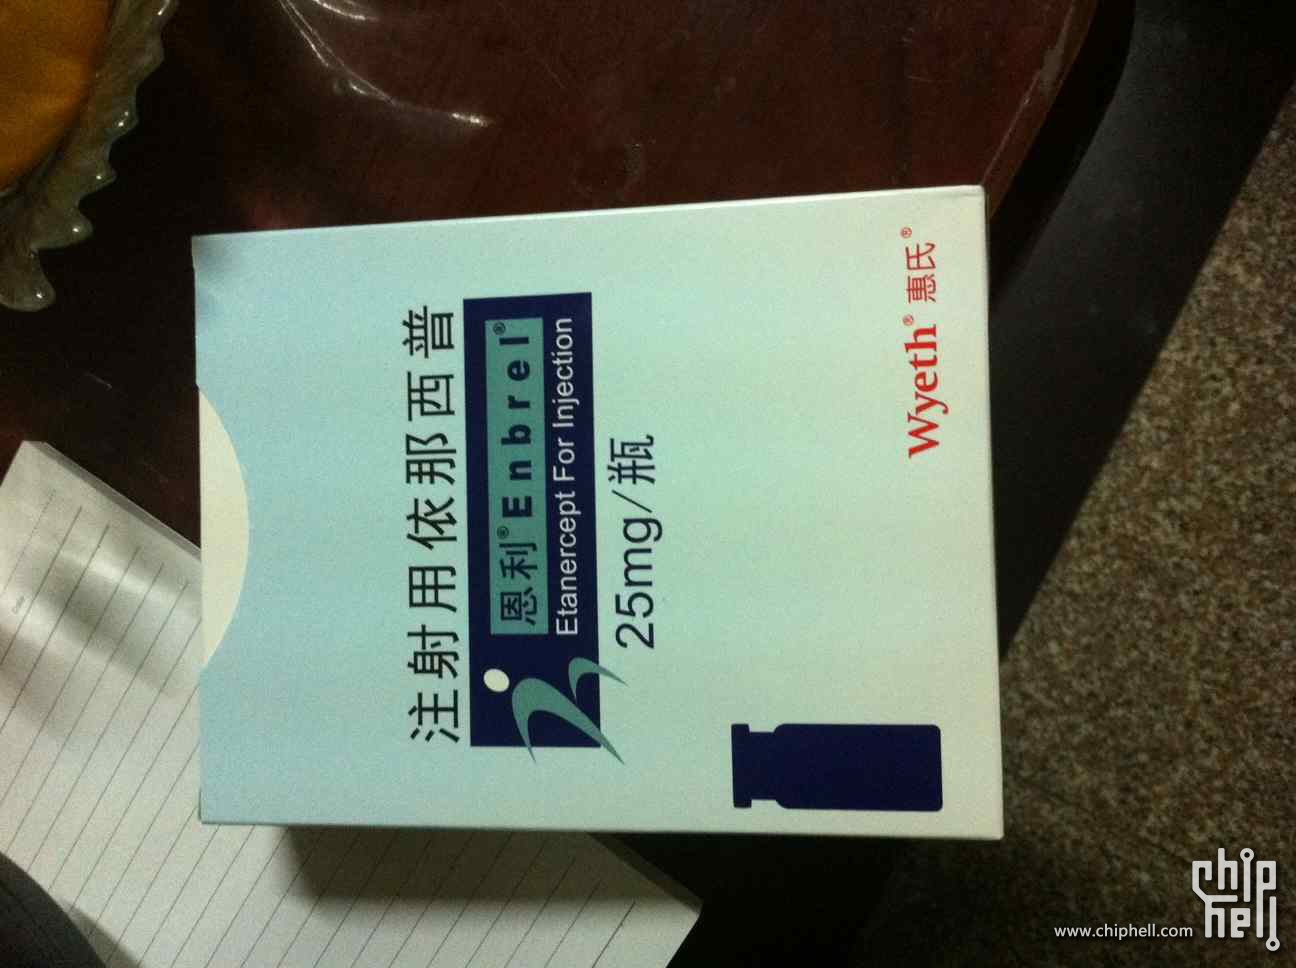 注射用依那西普
恩利® Enbrel®
Etanercept For Injection
25mg/瓶
Wyeth® 惠氏®
www.chiphell.com
chip
hell